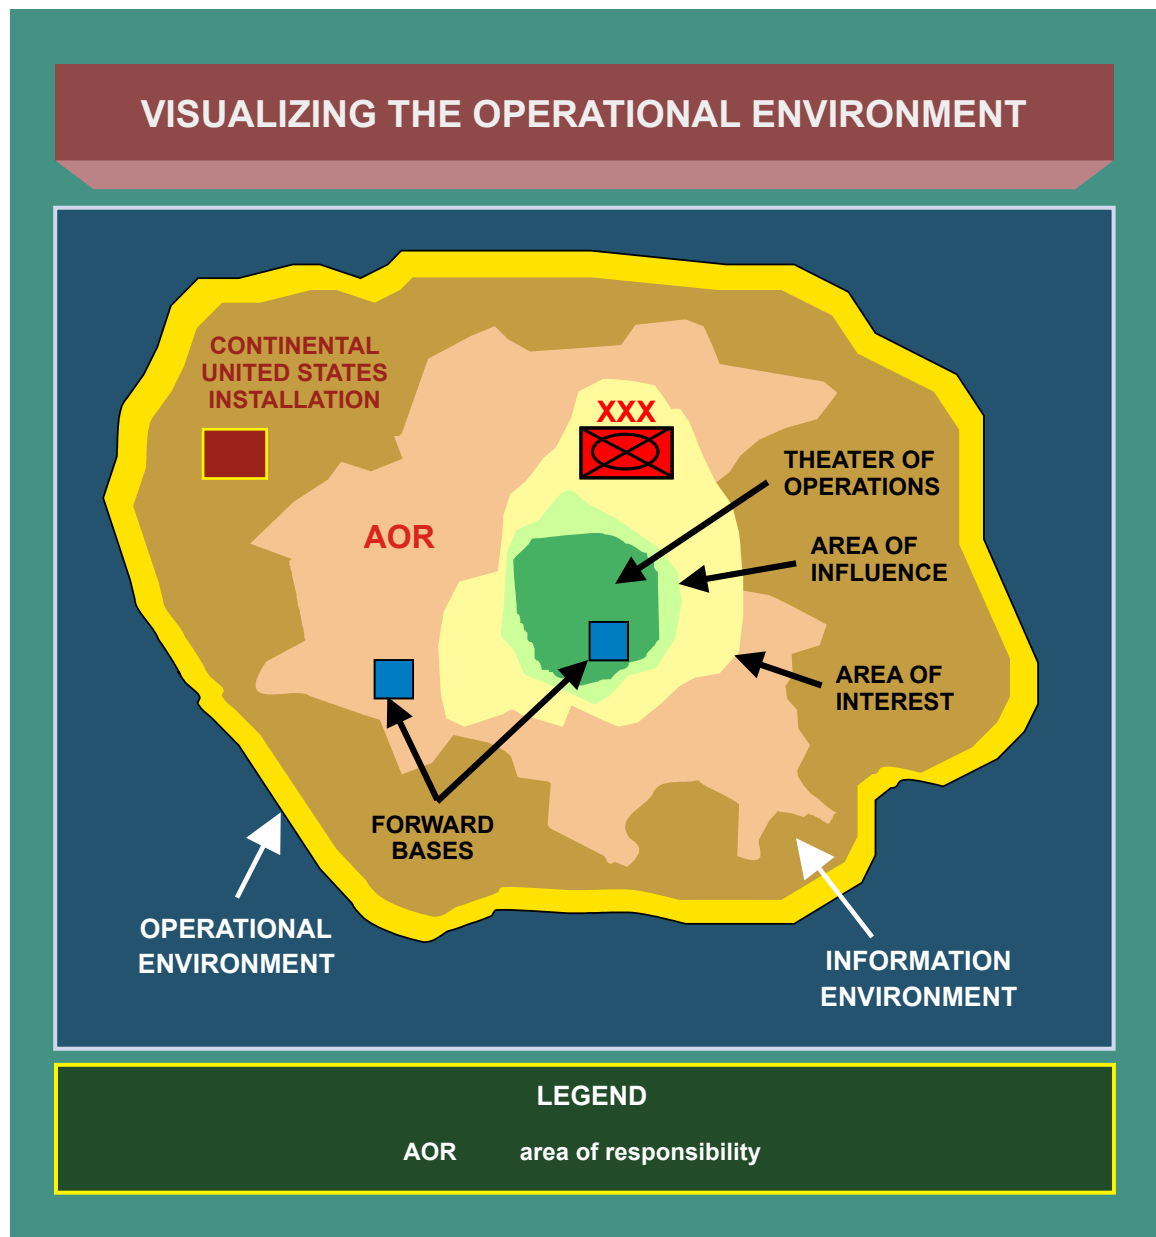 VISUALIZING THE OPERATIONAL ENVIRONMENT
CONTINENTAL
UNITED STATES
INSTALLATION
XXX
THEATER OF
OPERATIONS
AOR
AREA OF
INFLUENCE
AREA OF
INTEREST
FORWARD
BASES
OPERATIONAL
ENVIRONMENT
INFORMATION
ENVIRONMENT
LEGEND
AOR area of responsibility